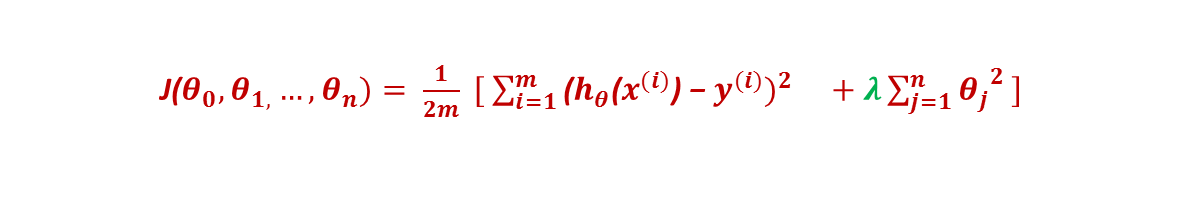 J(θ₀, θ₁, …, θₙ) = 1/2m [ ∑ᵢ₌₁ᵐ (h_θ(x⁽ⁱ⁾) – y⁽ⁱ⁾)² + λ ∑ⱼ₌₁ⁿ θⱼ² ]